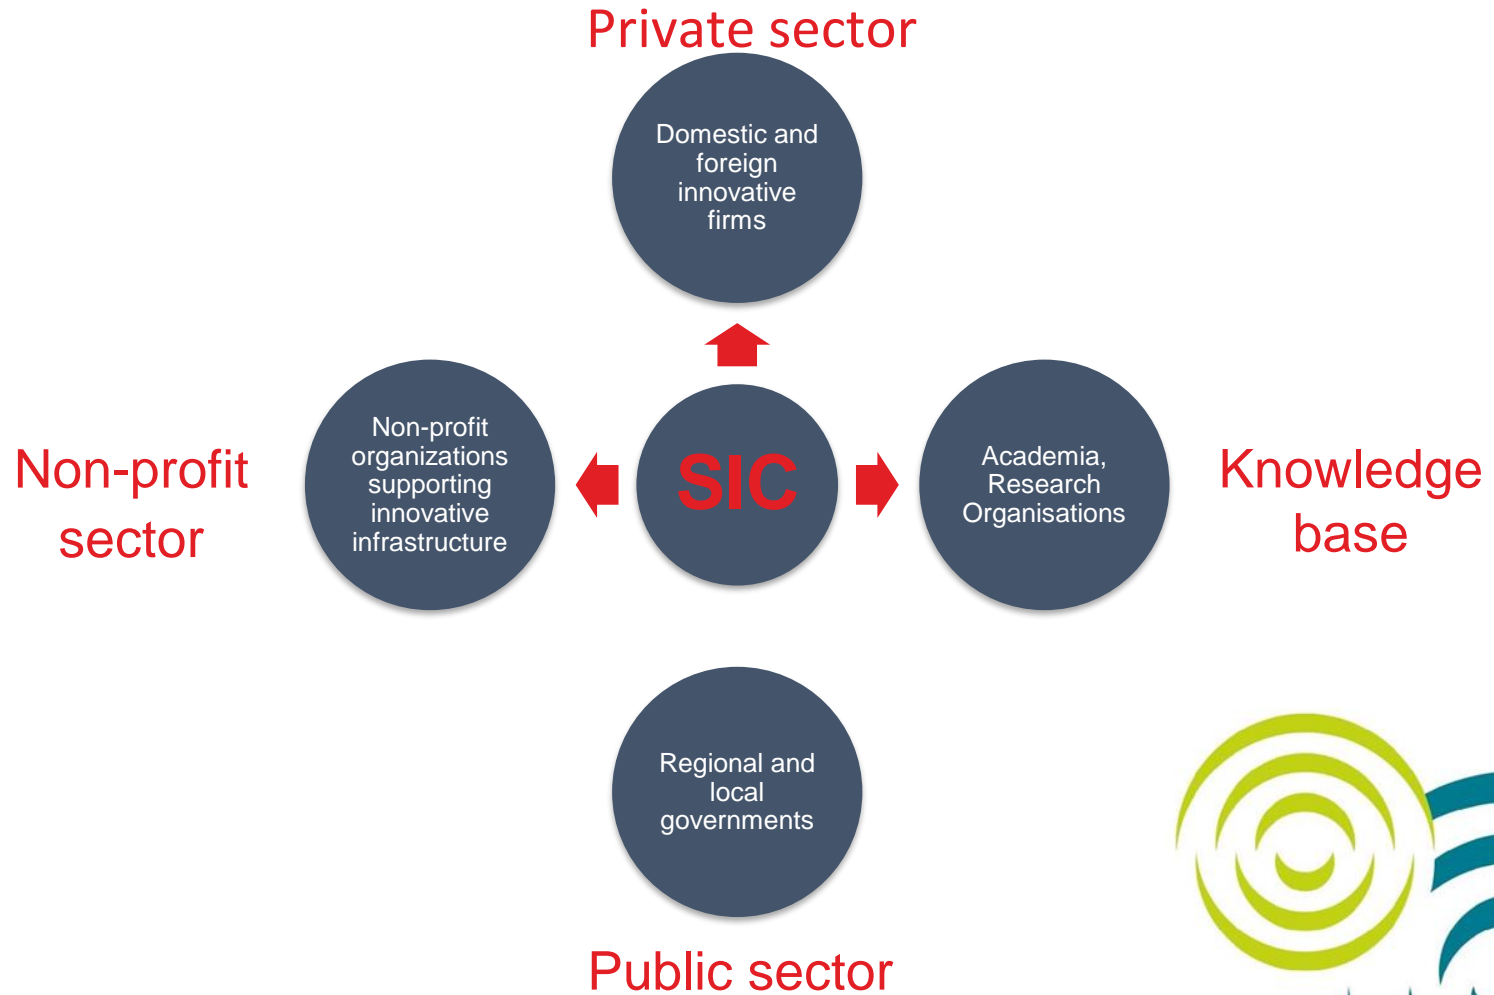 Private sector
Domestic and
foreign
innovative
firms
Non-profit
sector
Non-profit
organizations
supporting
innovative
infrastructure
SIC
Academia,
Research
Organisations
Knowledge
base
Regional and
local
governments
Public sector